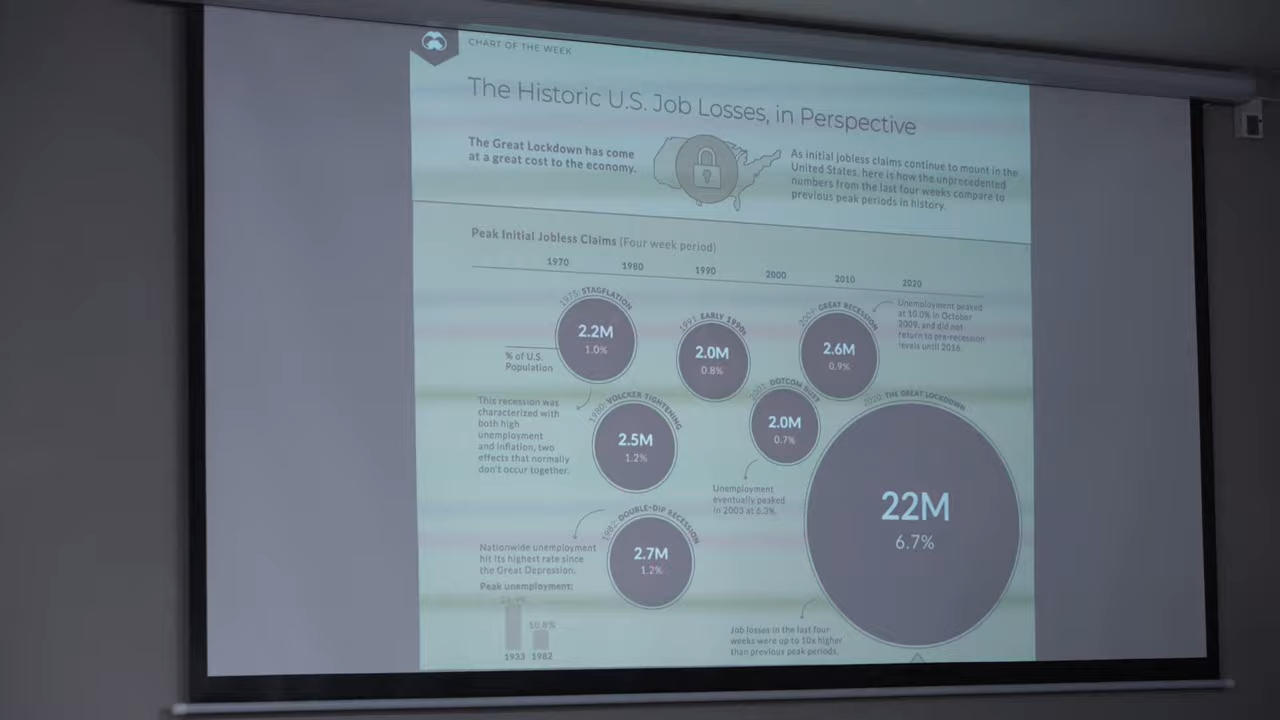 CHART OF THE WEEK
The Historic U.S. Job Losses, in Perspective
The Great Lockdown has come
at a great cost to the economy.
As initial jobless claims continue to mount in the
United States, here is how the unprecedented
numbers from the last four weeks compare to
previous peak periods in history.
Peak Initial Jobless Claims (Four week period)
1970
1980
1990
2000
2010
2020
1975: STAGFLATION
2.2M
1.0%
% of U.S.
Population
1991: EARLY 1990s
2.0M
0.8%
GREAT RECESSION
2.6M
0.9%
Unemployment peaked
at 10.0% in October
2009, and did not
return to pre-recession
levels until 2016.
This recession was
characterized with
both high
unemployment
and inflation, two
effects that normally
don't occur together.
1980: VOLCKER TIGHTENING
2.5M
1.2%
2001: DOTCOM BUST
2.0M
0.7%
Unemployment
eventually peaked
in 2003 at 6.3%.
2020: THE GREAT LOCKDOWN
22M
6.7%
1982: DOUBLE-DIP RECESSION
2.7M
1.2%
Nationwide unemployment
hit its highest rate since
the Great Depression.
Peak unemployment:
10.8%
1933
1982
Job losses in the last four
weeks were up to 10x higher
than previous peak periods.